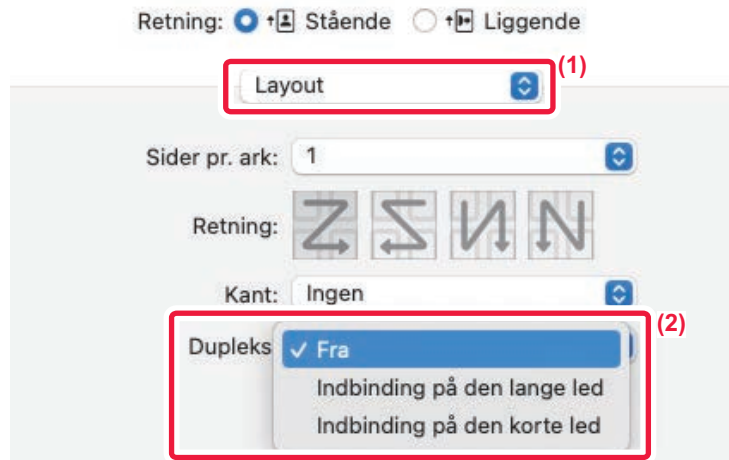 Retning: Stående Liggende
(1)
Layout
Sider pr. ark: 1
Retning:
Kant: Ingen
(2)
Dupleks ✓ Fra
Indbinding på den lange led
Indbinding på den korte led